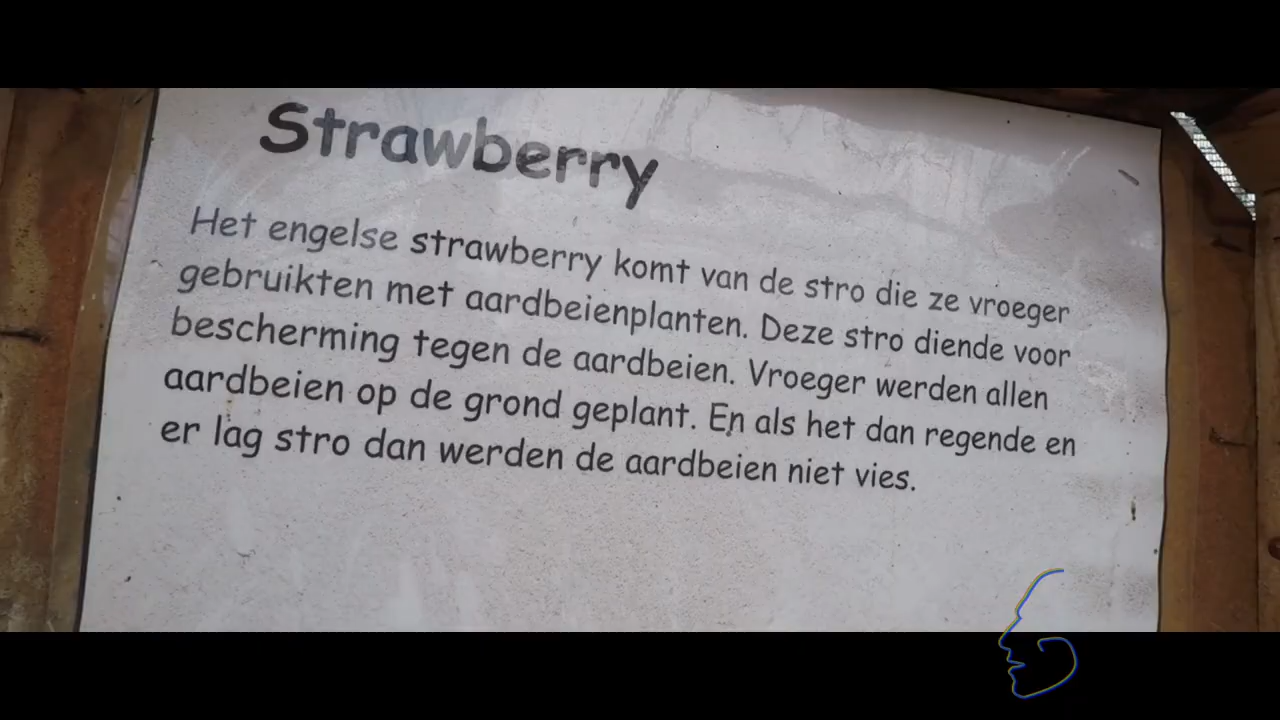 Strawberry
Het engelse strawberry komt van de stro die ze vroeger
gebruikten met aardbeienplanten. Deze stro diende voor
bescherming tegen de aardbeien. Vroeger werden allen
aardbeien op de grond geplant. En als het dan regende en
er lag stro dan werden de aardbeien niet vies.